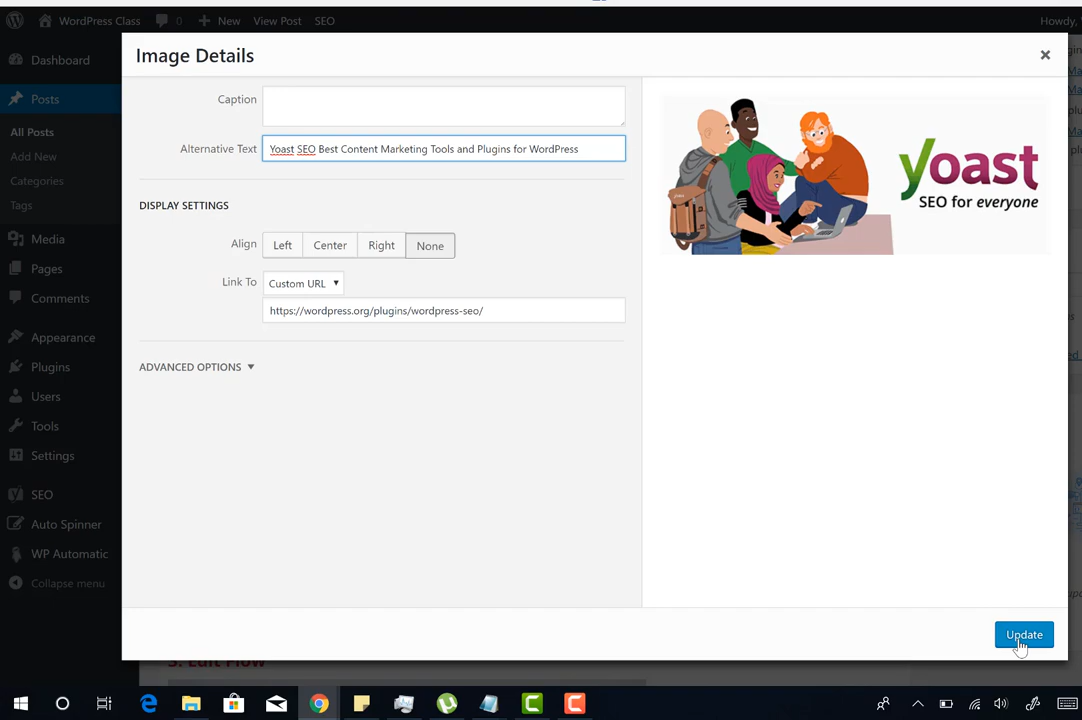 WordPress Class 0 New View Post SEO Howdy,
Image Details
Dashboard
Posts
All Posts
Add New
Categories
Tags
Media
Pages
Comments
Appearance
Plugins
Users
Tools
Settings
SEO
Auto Spinner
WP Automatic
Collapse menu
Caption
Alternative Text Yoast SEO Best Content Marketing Tools and Plugins for WordPress
DISPLAY SETTINGS
Align Left Center Right None
Link To Custom URL
https://wordpress.org/plugins/wordpress-seo/
ADVANCED OPTIONS
yoast
SEO for everyone
Update
3. Edit Flow